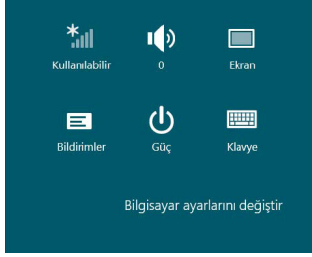 Kullanılabilir 0 Ekran
Bildirimler Güç Klavye
Bilgisayar ayarlarını değiştir